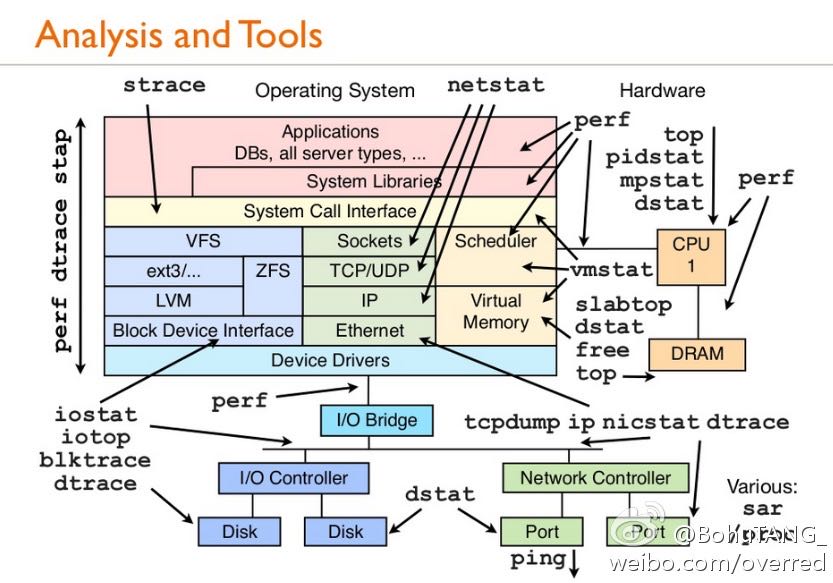 Analysis and Tools
strace
Operating System
netstat
Hardware
perf dtrace stap
Applications
DBs, all server types, ...
System Libraries
System Call Interface
perf
top
pidstat
mpstat
dstat
perf
VFS
Sockets
Scheduler
CPU
1
ext3/...
ZFS
TCP/UDP
vmstat
LVM
IP
Virtual
Memory
slabtop
dstat
free
top
DRAM
Block Device Interface
Ethernet
Device Drivers
perf
iostat
iotop
blktrace
dtrace
I/O Bridge
tcpdump ip nicstat dtrace
I/O Controller
Network Controller
dstat
Various:
sar
/proc
Disk
Disk
Port
Port
ping
@BohuTANG_
weibo.com/overred